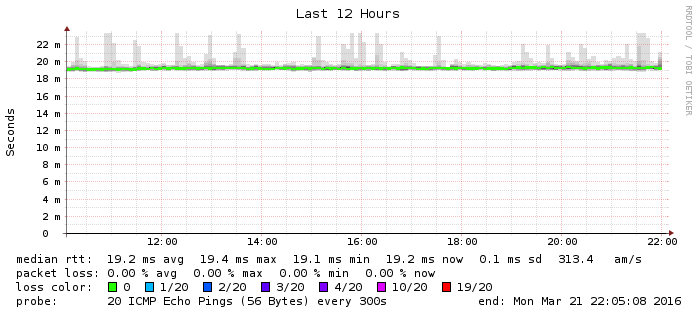 Last 12 Hours
RRDTOOL / TOBI OETIKER
Seconds
22 m
20 m
18 m
16 m
14 m
12 m
10 m
8 m
6 m
4 m
2 m
0
12:00 14:00 16:00 18:00 20:00 22:00
median rtt: 19.2 ms avg 19.4 ms max 19.1 ms min 19.2 ms now 0.1 ms sd 313.4 am/s
packet loss: 0.00 % avg 0.00 % max 0.00 % min 0.00 % now
loss color: 0 1/20 2/20 3/20 4/20 10/20 19/20
probe: 20 ICMP Echo Pings (56 Bytes) every 300s end: Mon Mar 21 22:05:08 2016